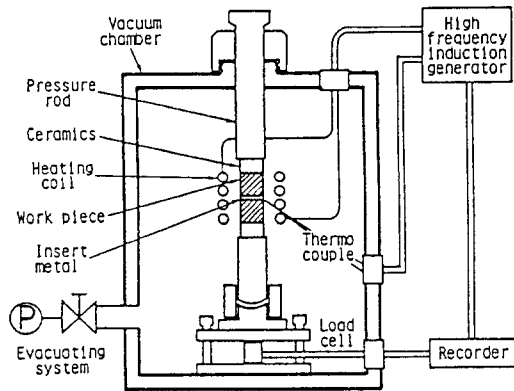 Vacuum
chamber
High
frequency
induction
generator
Pressure
rod
Ceramics
Heating
coil
Work piece
Insert
metal
Thermo
couple
Load
cell
P
Evacuating
system
Recorder